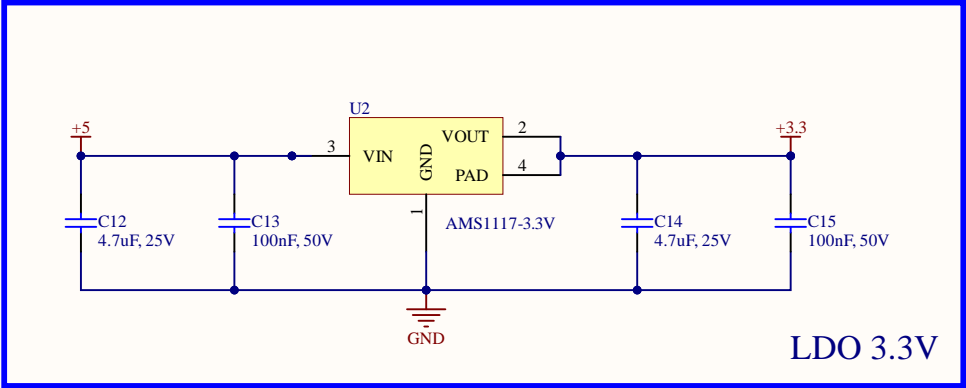 U2
+5
+3.3
3
VIN
GND
VOUT
2
PAD
4
1
AMS1117-3.3V
C12
4.7uF, 25V
C13
100nF, 50V
C14
4.7uF, 25V
C15
100nF, 50V
GND
LDO 3.3V